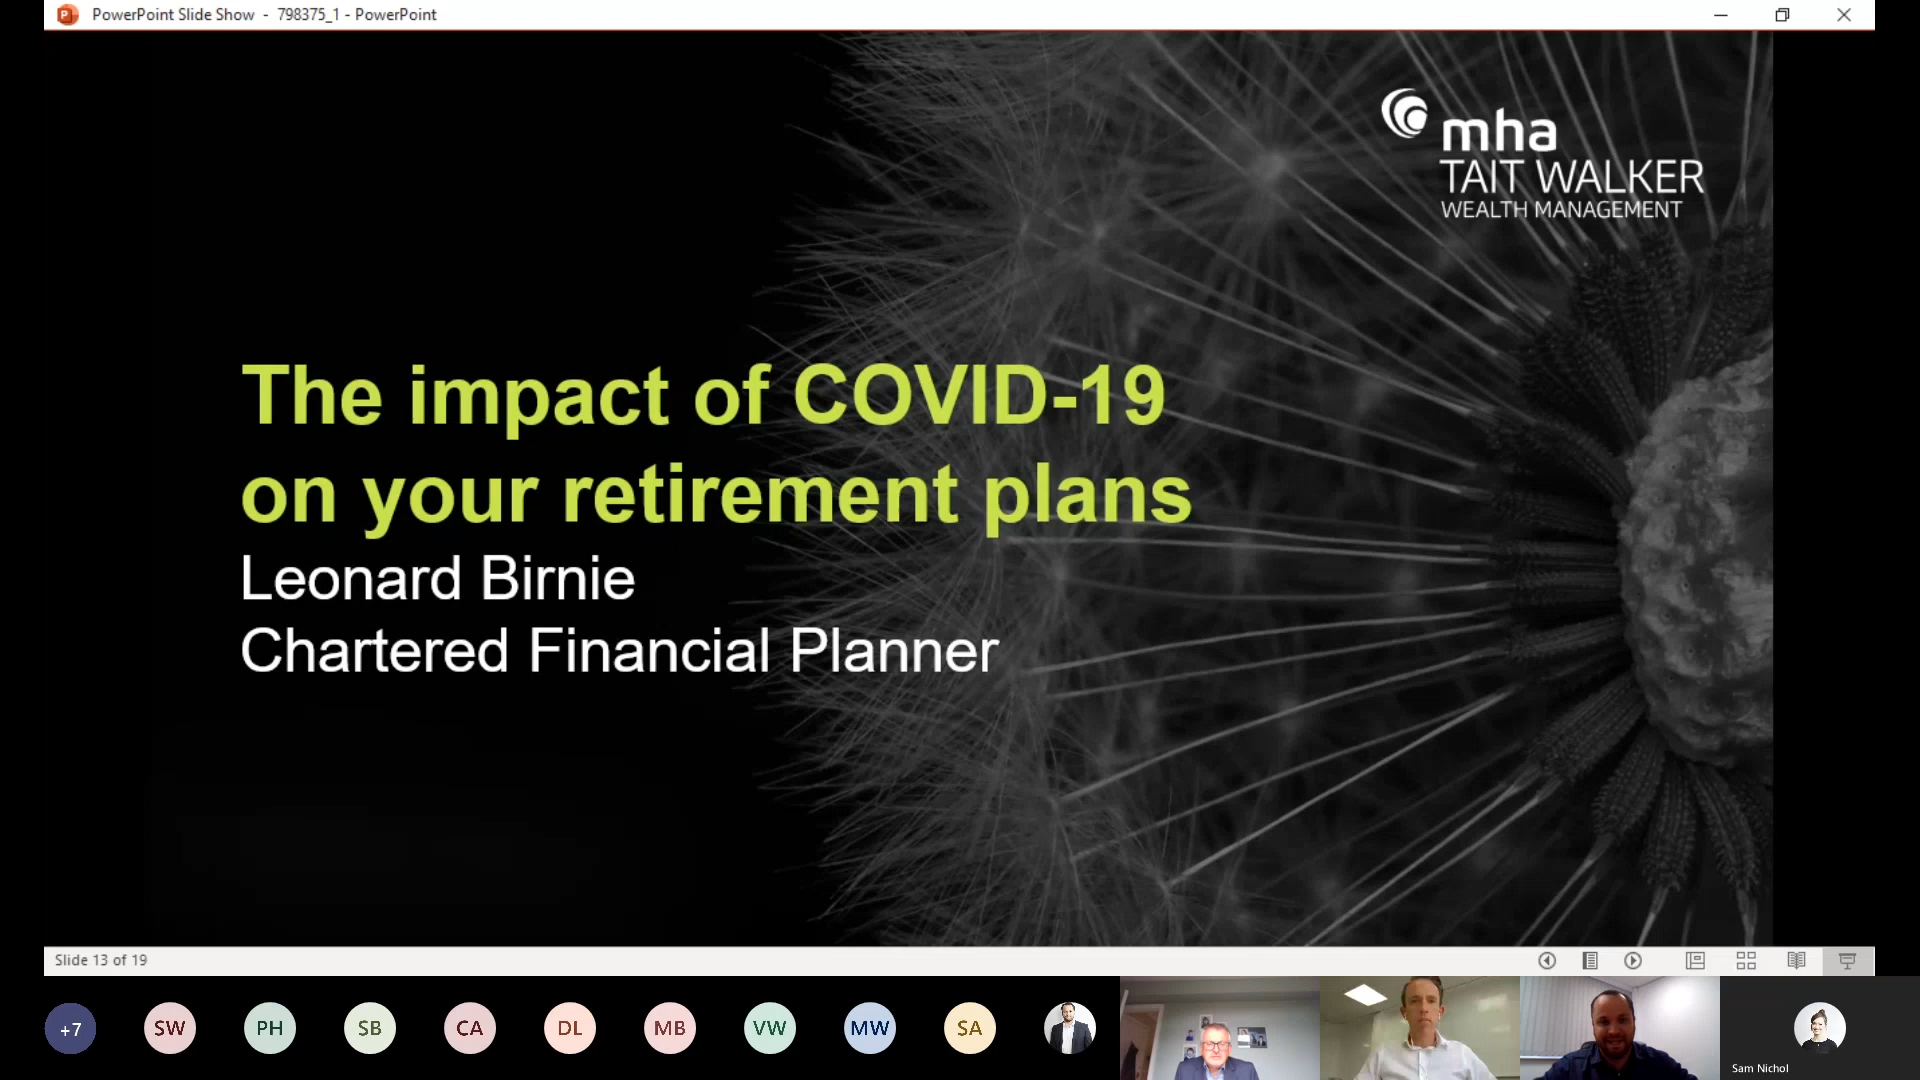 PowerPoint Slide Show - 798375_1 - PowerPoint
mha
TAIT WALKER
WEALTH MANAGEMENT
The impact of COVID-19
on your retirement plans
Leonard Birnie
Chartered Financial Planner
Slide 13 of 19
+7
SW
PH
SB
CA
DL
MB
VW
MW
SA
Sam Nichol